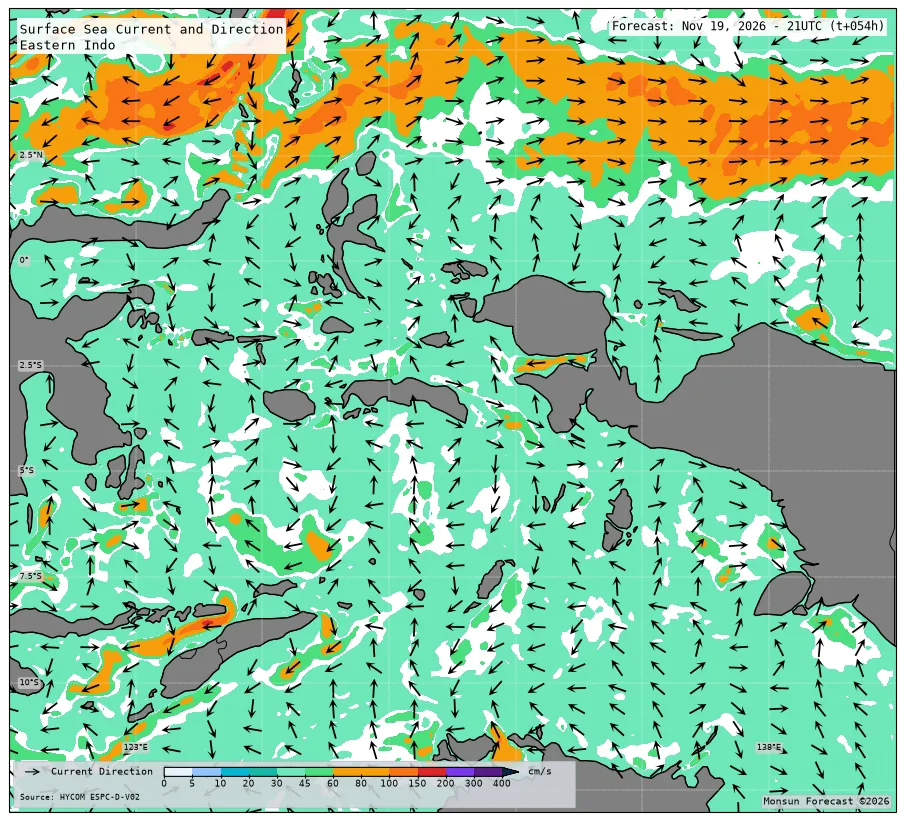 Surface Sea Current and Direction
Eastern Indo
Forecast: Nov 19, 2026 - 21UTC (t+054h)
2.5°N
0°
2.5°S
5°S
7.5°S
10°S
123°E
138°E
Current Direction
cm/s
0 5 10 20 30 45 60 80 100 150 200 300 400
Source: HYCOM ESPC-D-V02
Monsun Forecast ©2026